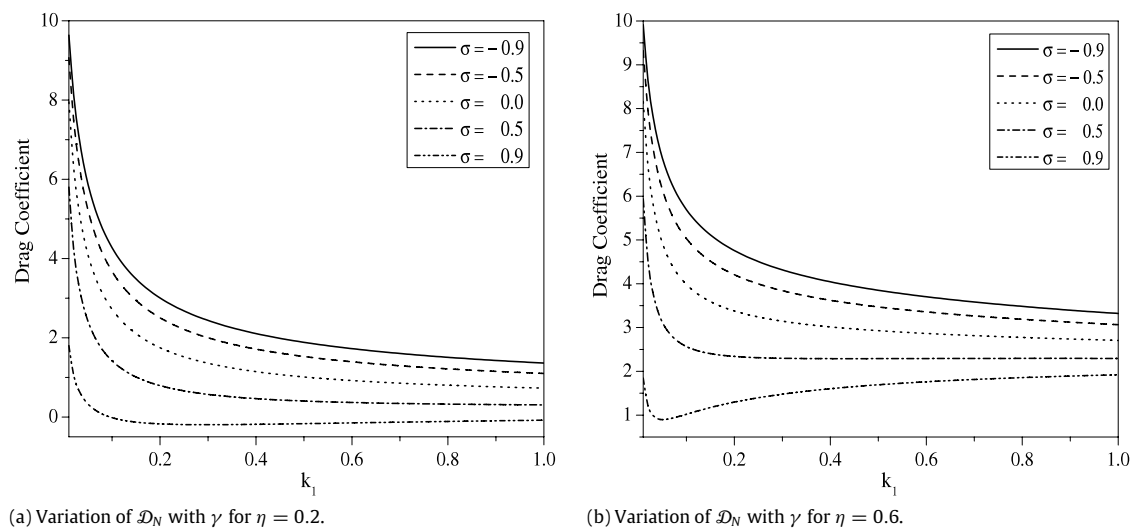 10
8
6
4
2
0
Drag Coefficient
σ = − 0.9
σ = − 0.5
σ = 0.0
σ = 0.5
σ = 0.9
0.2 0.4 0.6 0.8 1.0
k₁
(a) Variation of 𝒟_N with γ for η = 0.2.
10
9
8
7
6
5
4
3
2
1
Drag Coefficient
σ = − 0.9
σ = − 0.5
σ = 0.0
σ = 0.5
σ = 0.9
0.2 0.4 0.6 0.8 1.0
k₁
(b) Variation of 𝒟_N with γ for η = 0.6.